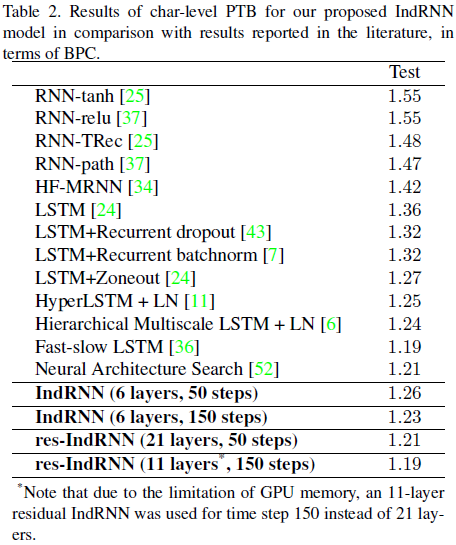 Table 2. Results of char-level PTB for our proposed IndRNN
model in comparison with results reported in the literature, in
terms of BPC.
Test
RNN-tanh [25] 1.55
RNN-relu [37] 1.55
RNN-TRec [25] 1.48
RNN-path [37] 1.47
HF-MRNN [34] 1.42
LSTM [24] 1.36
LSTM+Recurrent dropout [43] 1.32
LSTM+Recurrent batchnorm [7] 1.32
LSTM+Zoneout [24] 1.27
HyperLSTM + LN [11] 1.25
Hierarchical Multiscale LSTM + LN [6] 1.24
Fast-slow LSTM [36] 1.19
Neural Architecture Search [52] 1.21
IndRNN (6 layers, 50 steps) 1.26
IndRNN (6 layers, 150 steps) 1.23
res-IndRNN (21 layers, 50 steps) 1.21
res-IndRNN (11 layers*, 150 steps) 1.19
*Note that due to the limitation of GPU memory, an 11-layer
residual IndRNN was used for time step 150 instead of 21 lay-
ers.